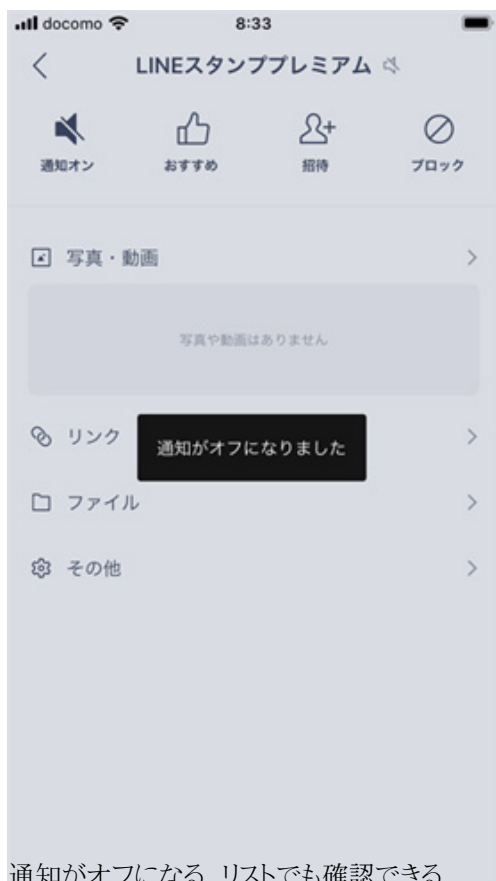 docomo 8:33
LINEスタンププレミアム
通知オン おすすめ 招待 ブロック
写真・動画
写真や動画はありません
リンク
通知がオフになりました
ファイル
その他
通知がオフになる。リストでも確認できる